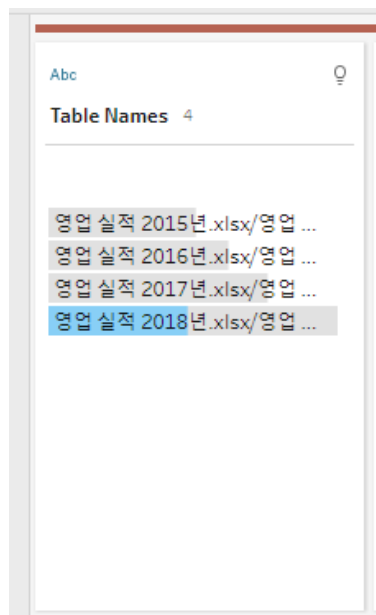 Abc
Table Names 4
영업 실적 2015년.xlsx/영업 ...
영업 실적 2016년.xlsx/영업 ...
영업 실적 2017년.xlsx/영업 ...
영업 실적 2018년.xlsx/영업 ...